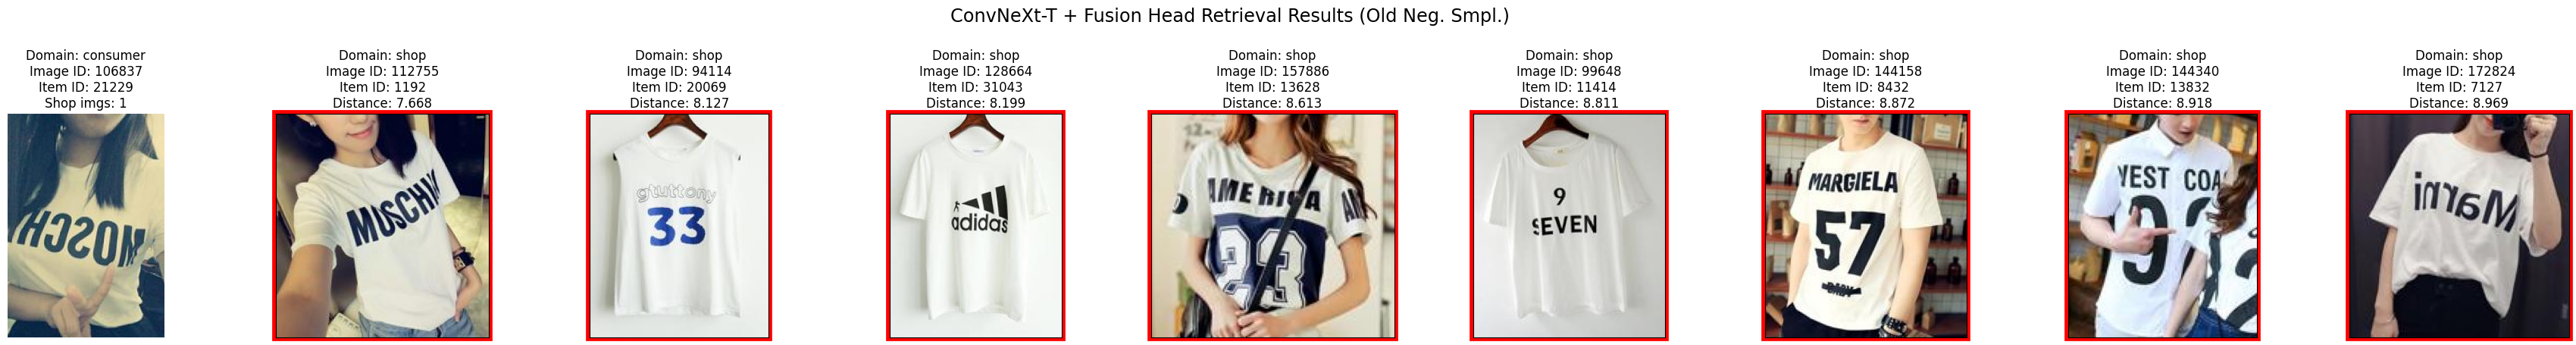 ConvNeXt-T + Fusion Head Retrieval Results (Old Neg. Smpl.)
Domain: consumer
Image ID: 106837
Item ID: 21229
Shop imgs: 1
MOSCH
Domain: shop
Image ID: 112755
Item ID: 1192
Distance: 7.668
MOSCHI
Domain: shop
Image ID: 94114
Item ID: 20069
Distance: 8.127
gtuttony
33
Domain: shop
Image ID: 128664
Item ID: 31043
Distance: 8.199
adidas
Domain: shop
Image ID: 157886
Item ID: 13628
Distance: 8.613
AMERICA
AM
23
Domain: shop
Image ID: 99648
Item ID: 11414
Distance: 8.811
9
SEVEN
Domain: shop
Image ID: 144158
Item ID: 8432
Distance: 8.872
MARGIELA
57
Domain: shop
Image ID: 144340
Item ID: 13832
Distance: 8.918
WEST COA
Domain: shop
Image ID: 172824
Item ID: 7127
Distance: 8.969
Marni